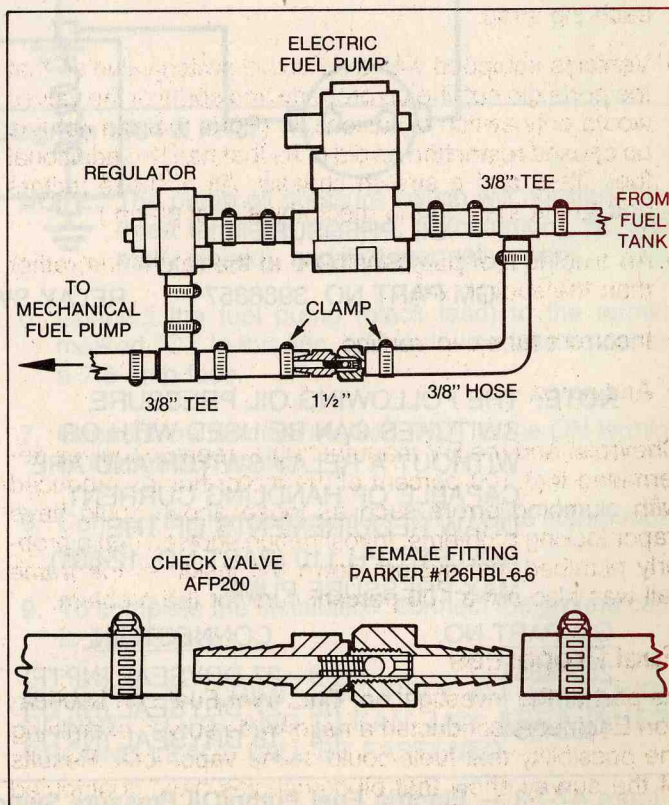 ELECTRIC
FUEL PUMP
REGULATOR
3/8" TEE
FROM
FUEL
TANK
TO
MECHANICAL
FUEL PUMP
CLAMP
3/8" TEE
1½"
3/8" HOSE
CHECK VALVE
AFP200
FEMALE FITTING
PARKER #126HBL-6-6